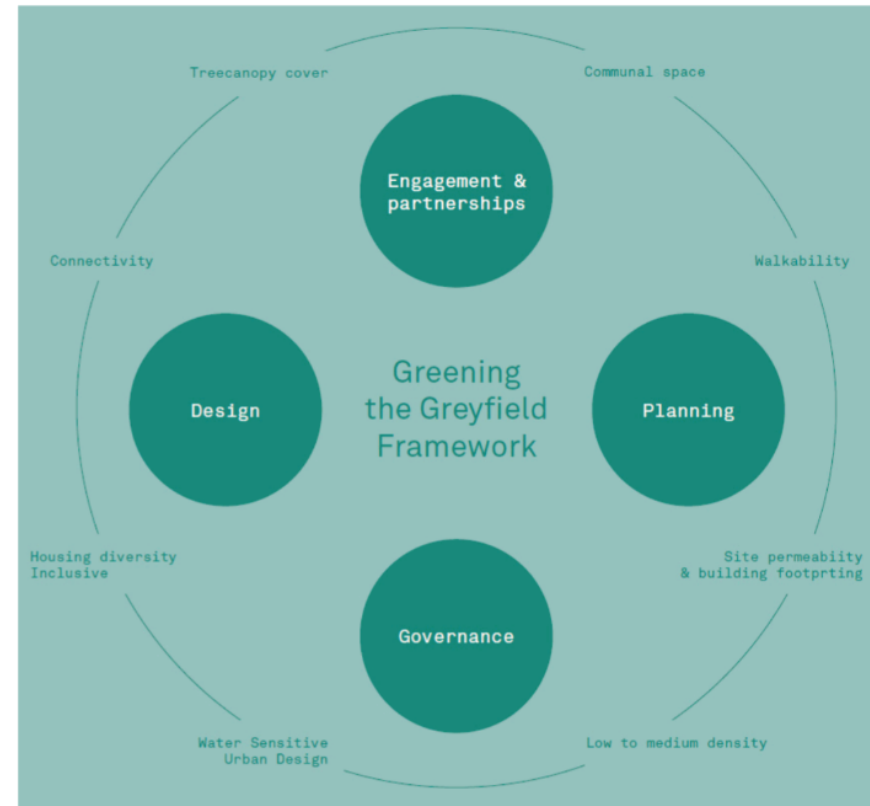 Treecanopy cover
Communal space
Engagement &
partnerships
Connectivity
Walkability
Greening
the Greyfield
Framework
Design
Planning
Housing diversity
Inclusive
Site permeabiity
& building footprting
Governance
Water Sensitive
Urban Design
Low to medium density